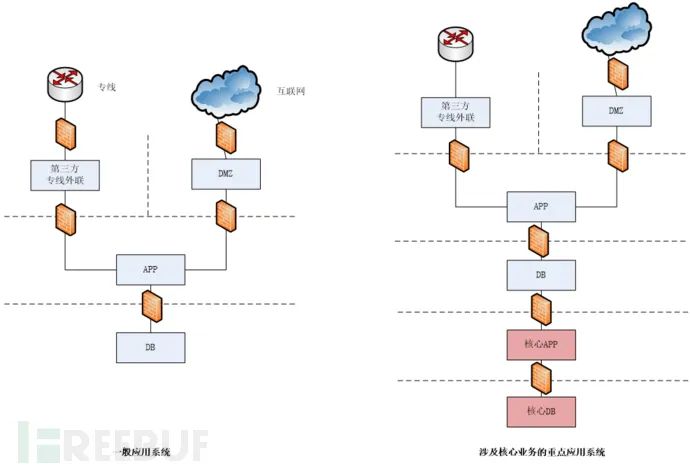 专线
互联网
第三方
专线外联
DMZ
APP
DB
一般应用系统
第三方
专线外联
DMZ
APP
DB
核心APP
核心DB
涉及核心业务的重点应用系统
FREEBUF